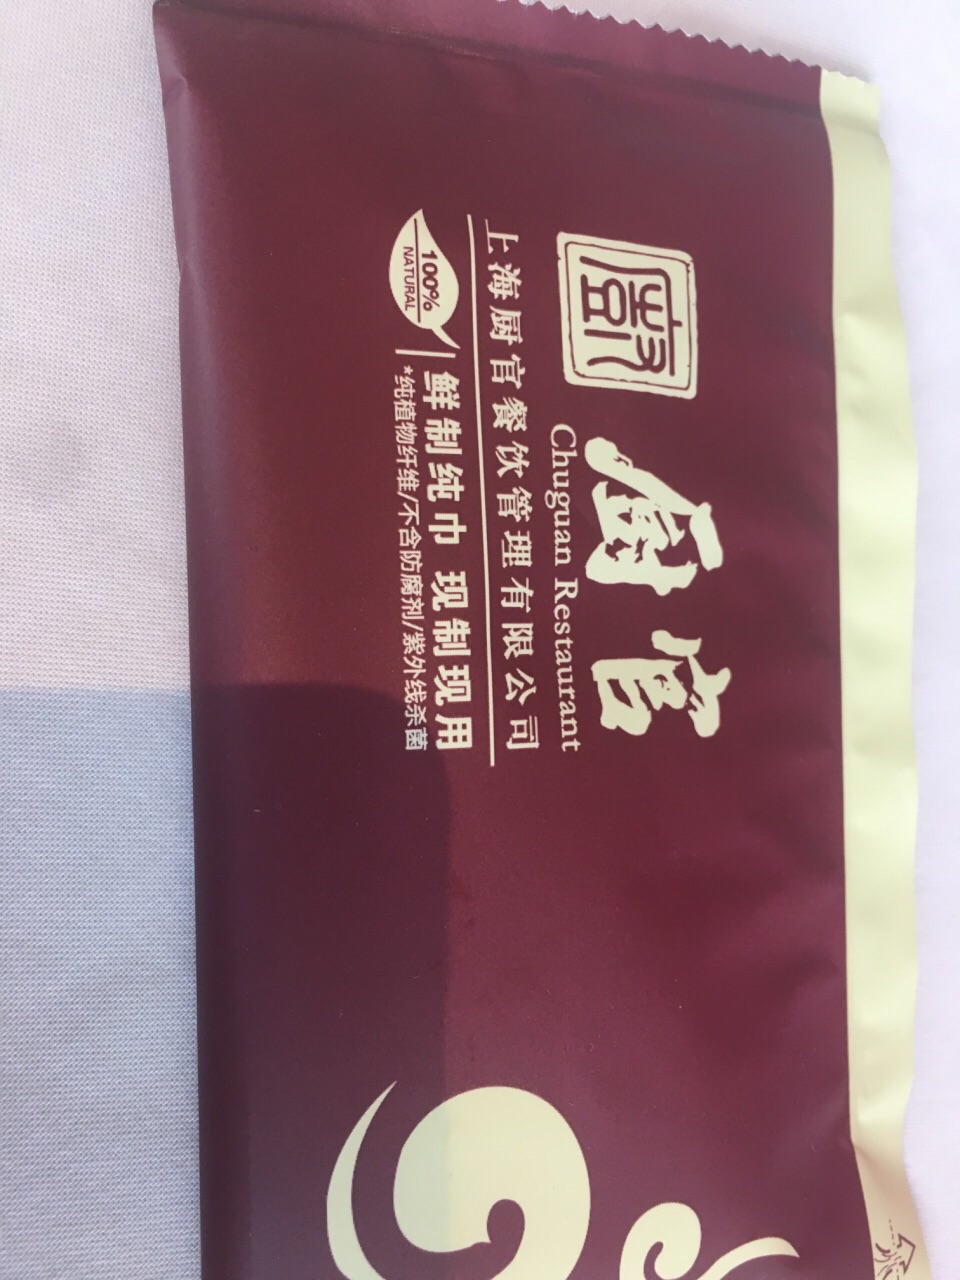 廚
厨官
Chuguan Restaurant
上海厨官餐饮管理有限公司
100%
NATURAL
鲜制纯巾 现制现用
*纯植物纤维/不含防腐剂/紫外线杀菌